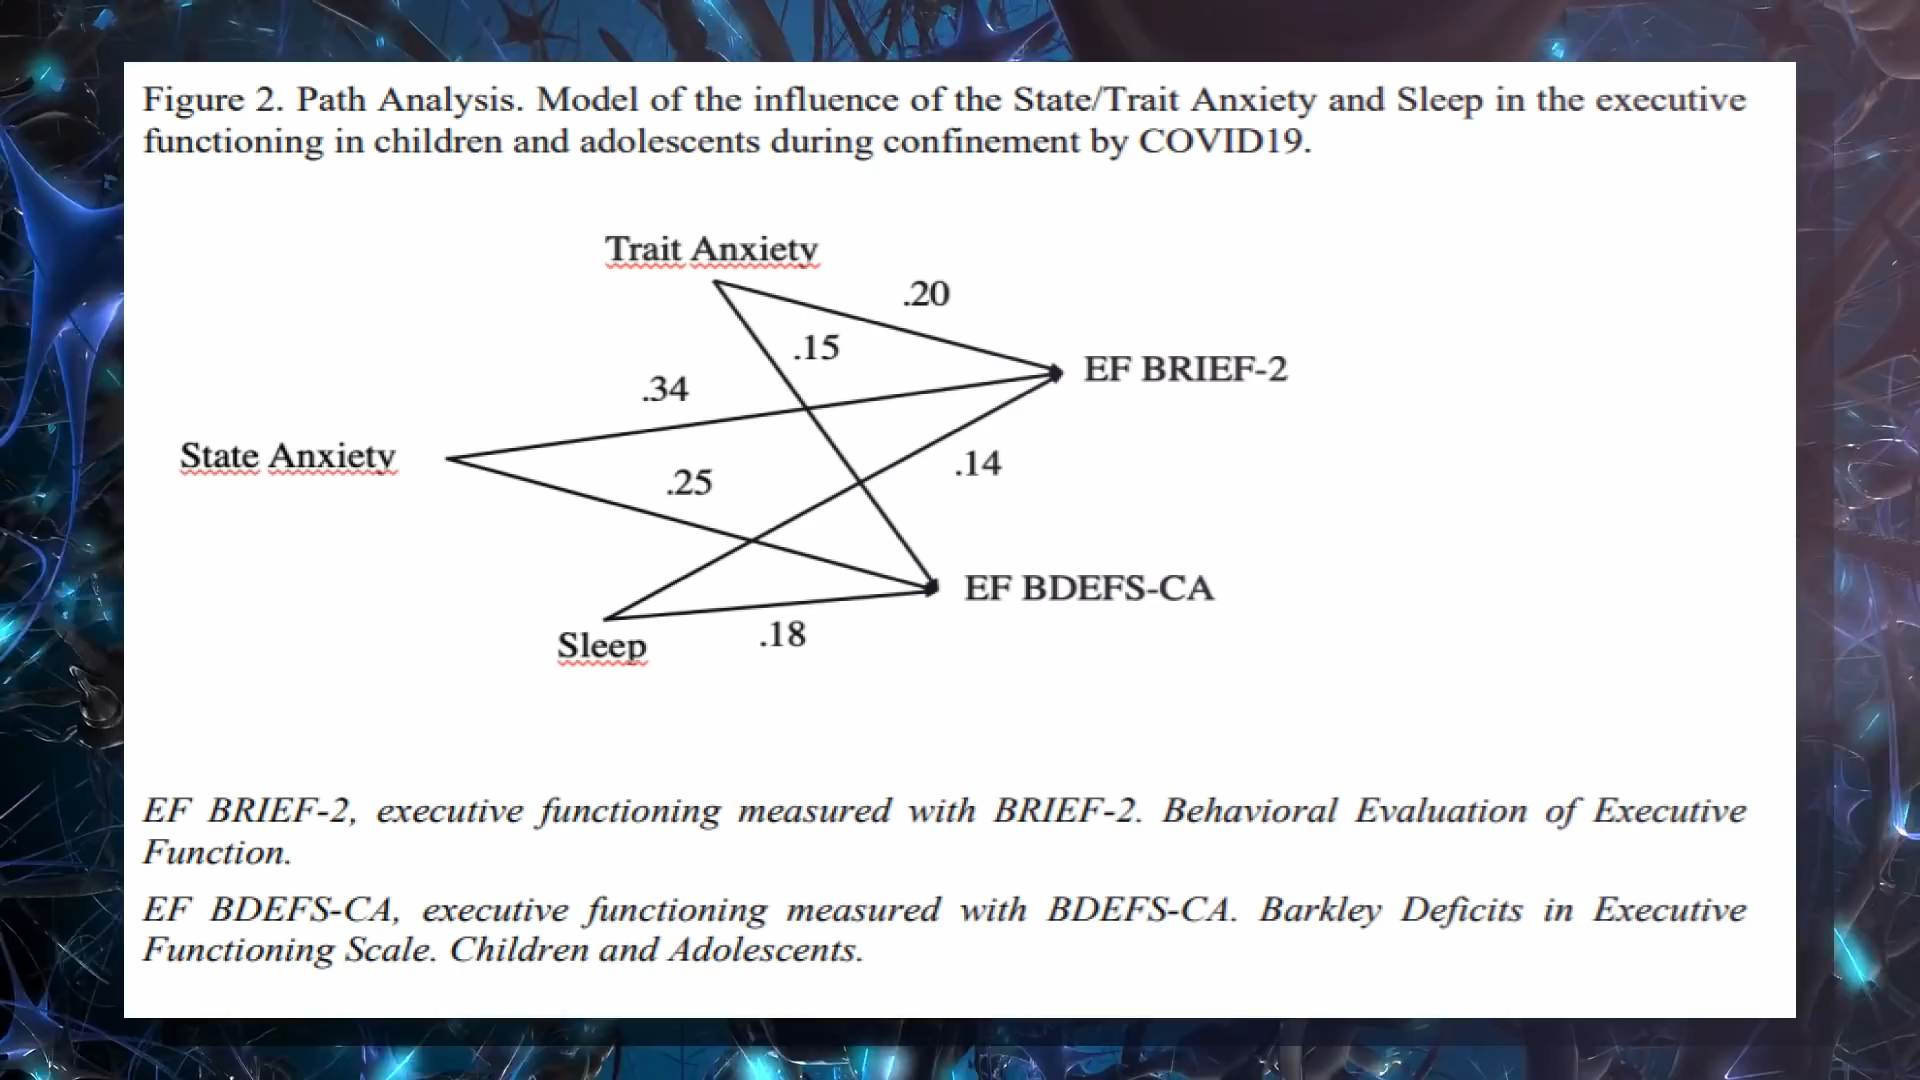 Figure 2. Path Analysis. Model of the influence of the State/Trait Anxiety and Sleep in the executive
functioning in children and adolescents during confinement by COVID19.
Trait Anxiety
.20
.15
EF BRIEF-2
.34
State Anxiety
.14
.25
EF BDEFS-CA
.18
Sleep
EF BRIEF-2, executive functioning measured with BRIEF-2. Behavioral Evaluation of Executive
Function.
EF BDEFS-CA, executive functioning measured with BDEFS-CA. Barkley Deficits in Executive
Functioning Scale. Children and Adolescents.